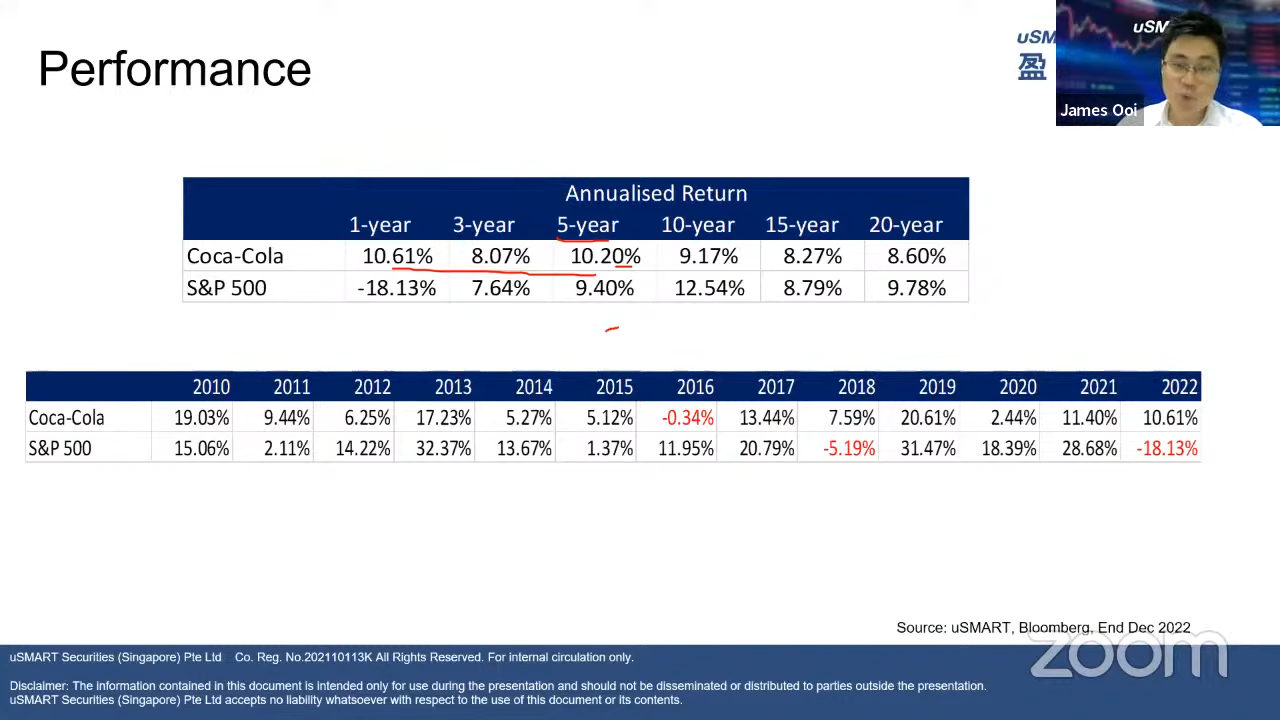 Performance
uSM
盈
uSM
James Ooi
Annualised Return
1-year 3-year 5-year 10-year 15-year 20-year
Coca-Cola 10.61% 8.07% 10.20% 9.17% 8.27% 8.60%
S&P 500 -18.13% 7.64% 9.40% 12.54% 8.79% 9.78%
2010 2011 2012 2013 2014 2015 2016 2017 2018 2019 2020 2021 2022
Coca-Cola 19.03% 9.44% 6.25% 17.23% 5.27% 5.12% -0.34% 13.44% 7.59% 20.61% 2.44% 11.40% 10.61%
S&P 500 15.06% 2.11% 14.22% 32.37% 13.67% 1.37% 11.95% 20.79% -5.19% 31.47% 18.39% 28.68% -18.13%
Source: uSMART, Bloomberg, End Dec 2022
zoom
uSMART Securities (Singapore) Pte Ltd Co. Reg. No.202110113K All Rights Reserved. For internal circulation only.
Disclaimer: The information contained in this document is intended only for use during the presentation and should not be disseminated or distributed to parties outside the presentation.
uSMART Securities (Singapore) Pte Ltd accepts no liability whatsoever with respect to the use of this document or its contents.